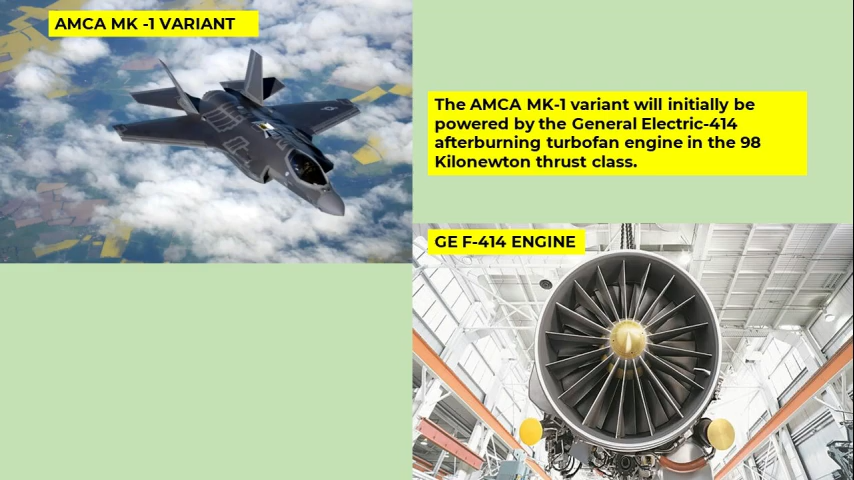 AMCA MK -1 VARIANT
The AMCA MK-1 variant will initially be
powered by the General Electric-414
afterburning turbofan engine in the 98
Kilonewton thrust class.
GE F-414 ENGINE